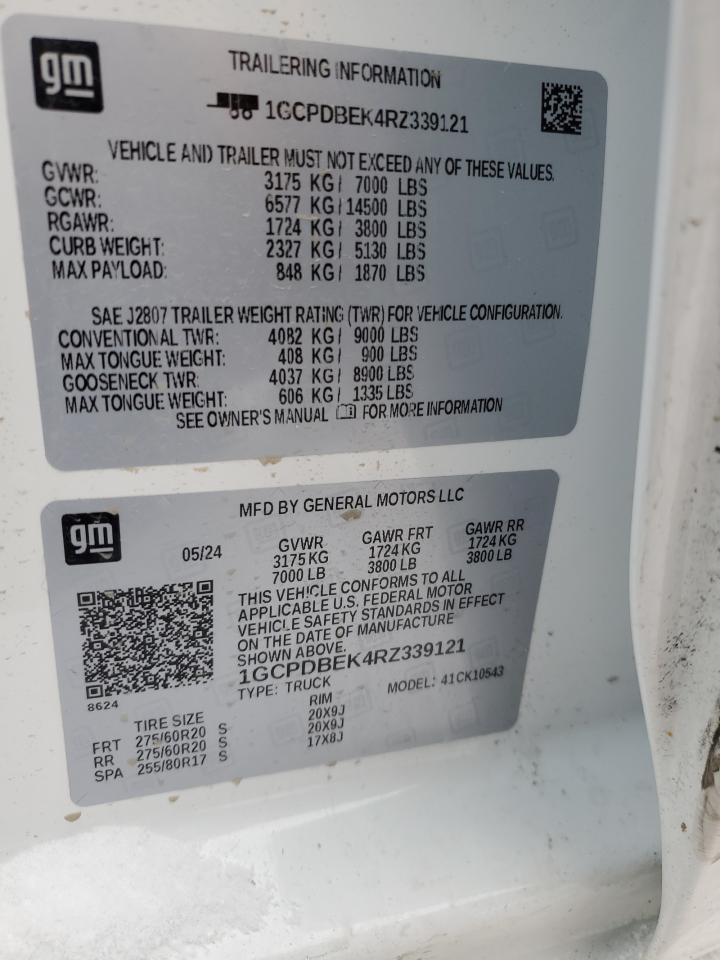 gm
TRAILERING INFORMATION
1GCPDBEK4RZ339121
VEHICLE AND TRAILER MUST NOT EXCEED ANY OF THESE VALUES.
GVWR: 3175 KG/ 7000 LBS
GCWR: 6577 KG/ 14500 LBS
RGAWR: 1724 KG/ 3800 LBS
CURB WEIGHT: 2327 KG/ 5130 LBS
MAX PAYLOAD: 848 KG/ 1870 LBS
SAE J2807 TRAILER WEIGHT RATING (TWR) FOR VEHICLE CONFIGURATION.
CONVENTIONAL TWR: 4082 KG/ 9000 LBS
MAX TONGUE WEIGHT: 408 KG/ 900 LBS
GOOSENECK TWR: 4037 KG/ 8900 LBS
MAX TONGUE WEIGHT: 606 KG/ 1335 LBS
SEE OWNER'S MANUAL FOR MORE INFORMATION
gm
MFD BY GENERAL MOTORS LLC
05/24 GVWR GAWR FRT GAWR RR
3175 KG 1724 KG 1724 KG
7000 LB 3800 LB 3800 LB
THIS VEHICLE CONFORMS TO ALL
APPLICABLE U.S. FEDERAL MOTOR
VEHICLE SAFETY STANDARDS IN EFFECT
ON THE DATE OF MANUFACTURE
SHOWN ABOVE.
1GCPDBEK4RZ339121
TYPE: TRUCK MODEL: 41CK10543
8624
TIRE SIZE RIM
FRT 275/60R20 S 20X9J
RR 275/60R20 S 20X9J
SPA 255/80R17 S 17X8J